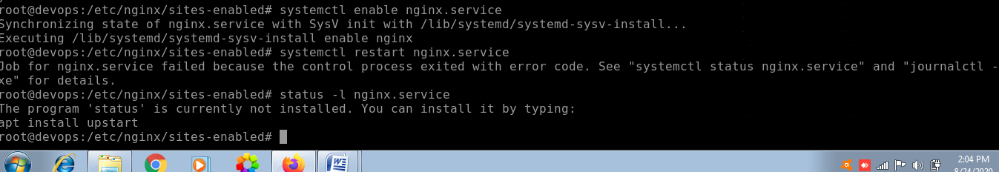 root@devops:/etc/nginx/sites-enabled# systemctl enable nginx.service
Synchronizing state of nginx.service with SysV init with /lib/systemd/systemd-sysv-install...
Executing /lib/systemd/systemd-sysv-install enable nginx
root@devops:/etc/nginx/sites-enabled# systemctl restart nginx.service
Job for nginx.service failed because the control process exited with error code. See "systemctl status nginx.service" and "journalctl -
xe" for details.
root@devops:/etc/nginx/sites-enabled# status -l nginx.service
The program 'status' is currently not installed. You can install it by typing:
apt install upstart
root@devops:/etc/nginx/sites-enabled#
2:04 PM
8/24/2020